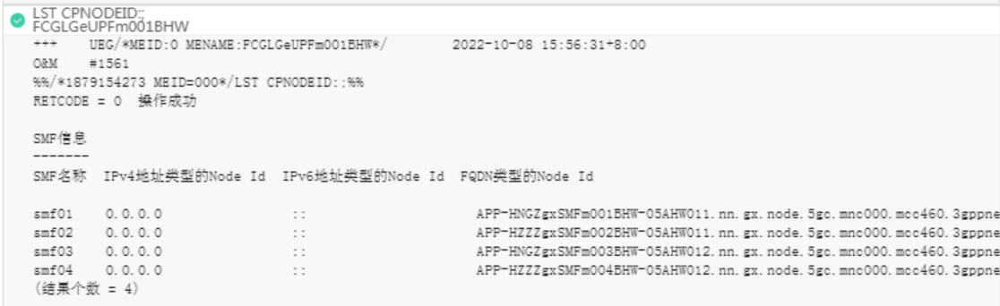 LST CPNODEID:;
FCGLGeUPFm001BHW
+++    UEG/*MEID:0 MENAME:FCGLGeUPFm001BHW*/        2022-10-08 15:56:31+8:00
O&M    #1561
%%/*1879154273 MEID=000*/LST CPNODEID:;%%
RETCODE = 0  操作成功
SMF信息
-------
SMF名称  IPv4地址类型的Node Id  IPv6地址类型的Node Id  FQDN类型的Node Id
smf01    0.0.0.0                ::                     APP-HNGZgxSMFm001BHW-05AHW011.nn.gx.node.5gc.mnc000.mcc460.3gppne
smf02    0.0.0.0                ::                     APP-HZZZgxSMFm002BHW-05AHW011.nn.gx.node.5gc.mnc000.mcc460.3gppne
smf03    0.0.0.0                ::                     APP-HNGZgxSMFm003BHW-05AHW012.nn.gx.node.5gc.mnc000.mcc460.3gppne
smf04    0.0.0.0                ::                     APP-HZZZgxSMFm004BHW-05AHW012.nn.gx.node.5gc.mnc000.mcc460.3gppne
(结果个数 = 4)